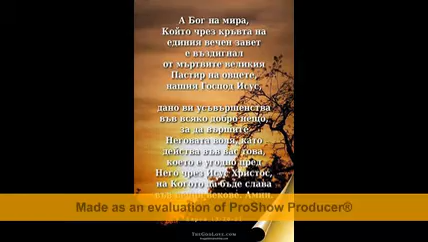 А Бог на мира,
Който чрез кръвта на
единия вечен завет
е въздигнал
от мъртвите великия
Пастир на овцете,
нашия Господ Исус,
дано ви усъвършенства
във всяко добро нещо,
за да вършите
Неговата воля, като
действа във вас това,
което е угодно пред
Него чрез Исус Христос,
на Когото да бъде слава
Made as an evaluation of ProShow Producer®
THEGODLOVE.COM